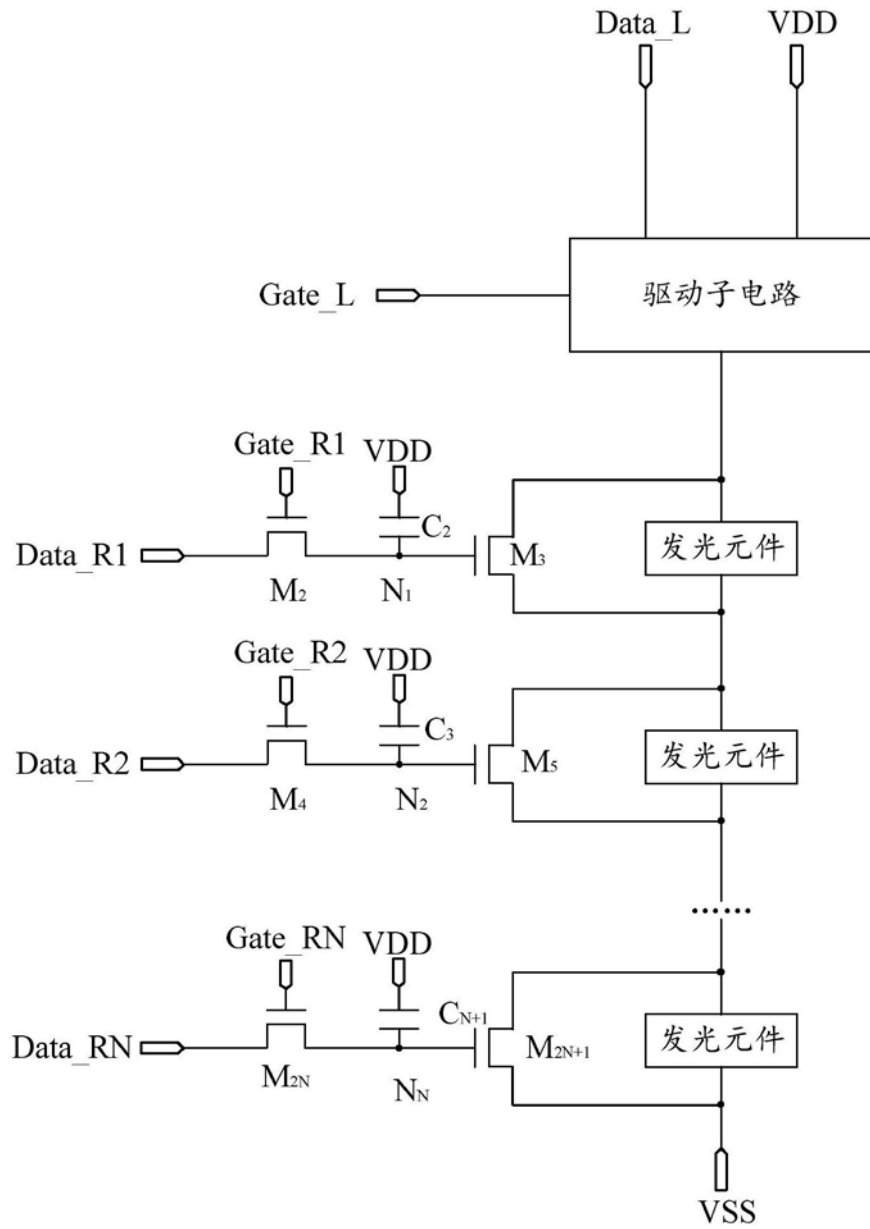 Data_L VDD
Gate_L 驱动子电路
Gate_R1 VDD
C2
Data_R1 M3 发光元件
M2 N1
Gate_R2 VDD
C3
Data_R2 M5 发光元件
M4 N2
......
Gate_RN VDD
CN+1
Data_RN M2N+1 发光元件
M2N NN
VSS